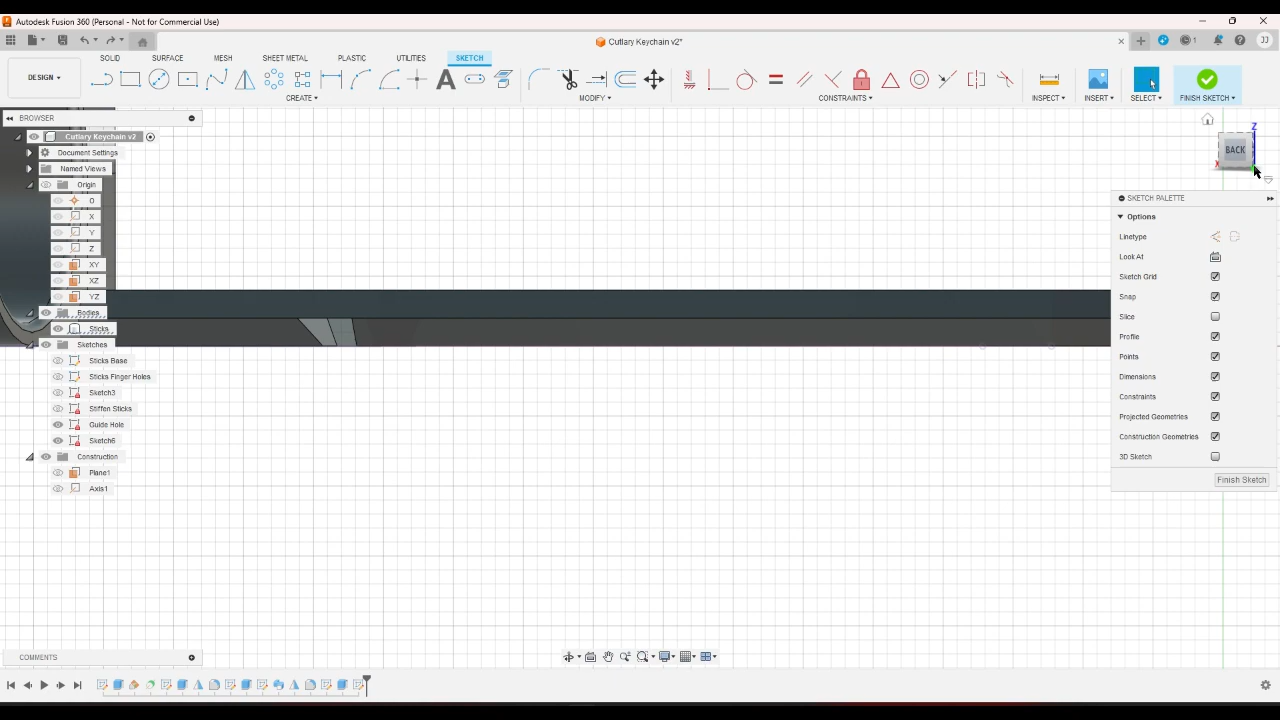 Autodesk Fusion 360 (Personal - Not for Commercial Use)
Cutlary Keychain v2*
1
JJ
DESIGN
SOLID
SURFACE
MESH
SHEET METAL
PLASTIC
UTILITIES
SKETCH
CREATE
MODIFY
CONSTRAINTS
INSPECT
INSERT
SELECT
FINISH SKETCH
BROWSER
Cutlary Keychain v2
Document Settings
Named Views
Origin
O
X
Y
Z
XY
XZ
YZ
Bodies
Sticks
Sketches
Sticks Base
Sticks Finger Holes
Sketch3
Stiffen Sticks
Guide Hole
Sketch6
Construction
Plane1
Axis1
Z
BACK
X
SKETCH PALETTE
Options
Linetype
Look At
Sketch Grid
Snap
Slice
Profile
Points
Dimensions
Constraints
Projected Geometries
Construction Geometries
3D Sketch
Finish Sketch
COMMENTS